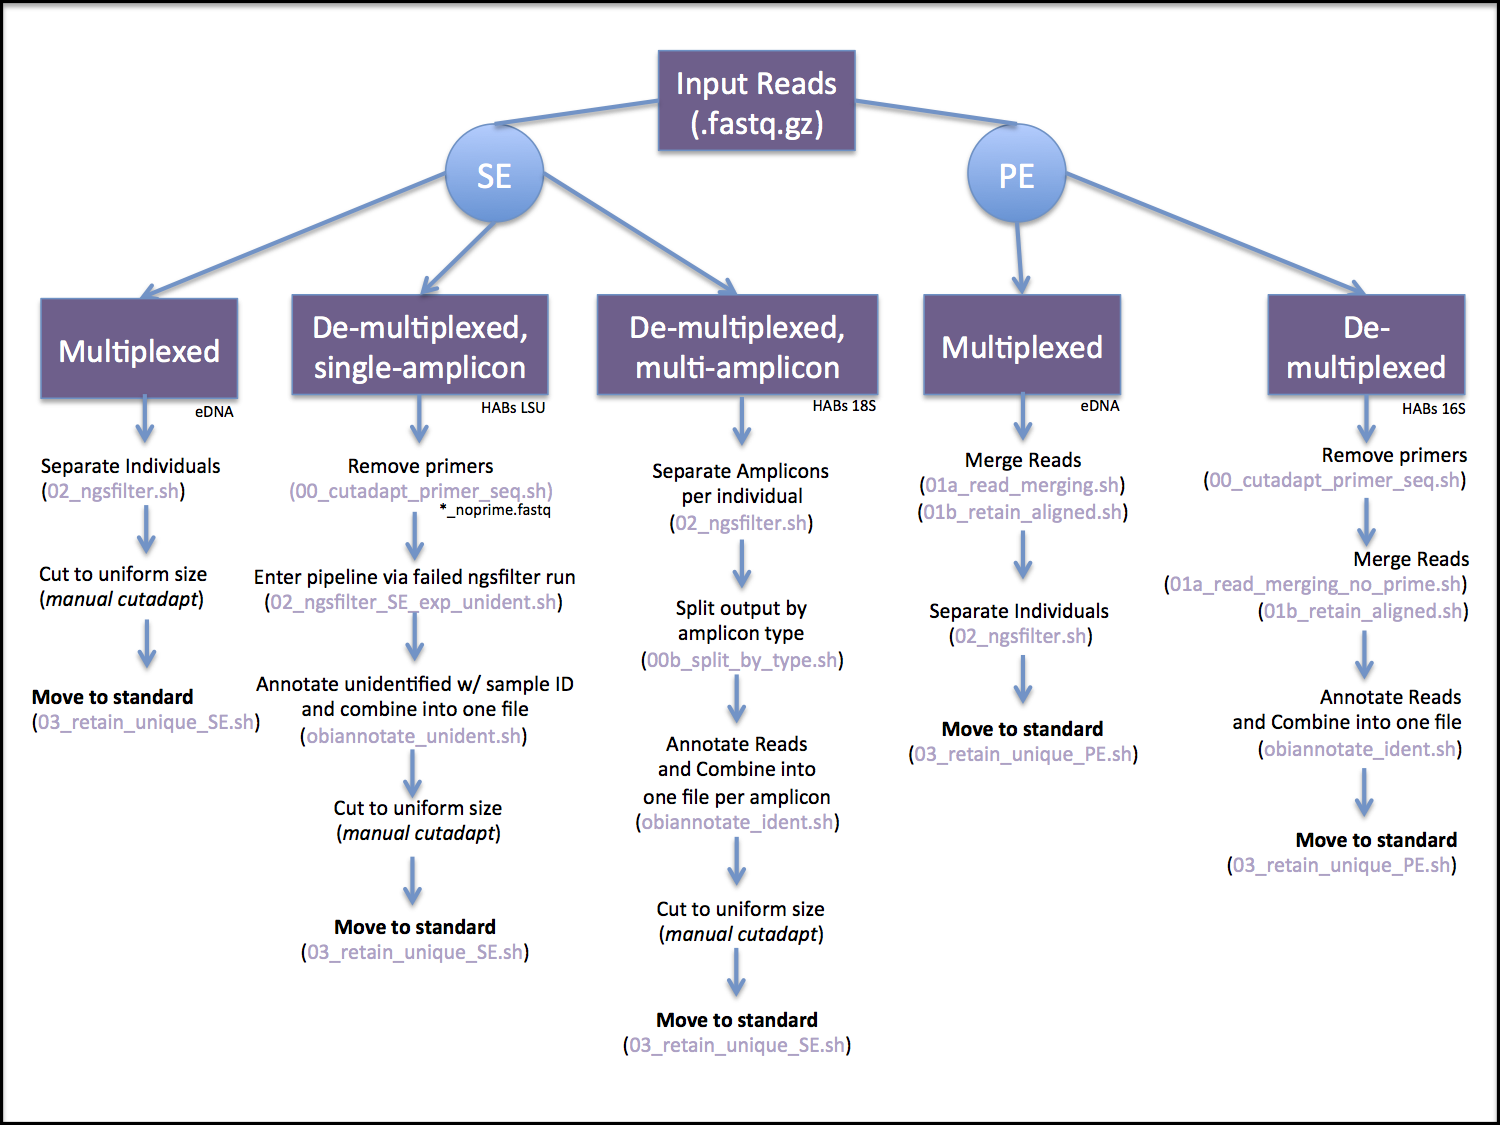 Input Reads
(.fastq.gz)
SE
PE
Multiplexed
eDNA
Separate Individuals
(02_ngsfilter.sh)
Cut to uniform size
(manual cutadapt)
Move to standard
(03_retain_unique_SE.sh)
De-multiplexed,
single-amplicon
HABs LSU
Remove primers
(00_cutadapt_primer_seq.sh)
*_noprime.fastq
Enter pipeline via failed ngsfilter run
(02_ngsfilter_SE_exp_unident.sh)
Annotate unidentified w/ sample ID
and combine into one file
(obiannotate_unident.sh)
Cut to uniform size
(manual cutadapt)
Move to standard
(03_retain_unique_SE.sh)
De-multiplexed,
multi-amplicon
HABs 18S
Separate Amplicons
per individual
(02_ngsfilter.sh)
Split output by
amplicon type
(00b_split_by_type.sh)
Annotate Reads
and Combine into
one file per amplicon
(obiannotate_ident.sh)
Cut to uniform size
(manual cutadapt)
Move to standard
(03_retain_unique_SE.sh)
Multiplexed
eDNA
Merge Reads
(01a_read_merging.sh)
(01b_retain_aligned.sh)
Separate Individuals
(02_ngsfilter.sh)
Move to standard
(03_retain_unique_PE.sh)
De-
multiplexed
HABs 16S
Remove primers
(00_cutadapt_primer_seq.sh)
Merge Reads
(01a_read_merging_no_prime.sh)
(01b_retain_aligned.sh)
Annotate Reads
and Combine into one file
(obiannotate_ident.sh)
Move to standard
(03_retain_unique_PE.sh)